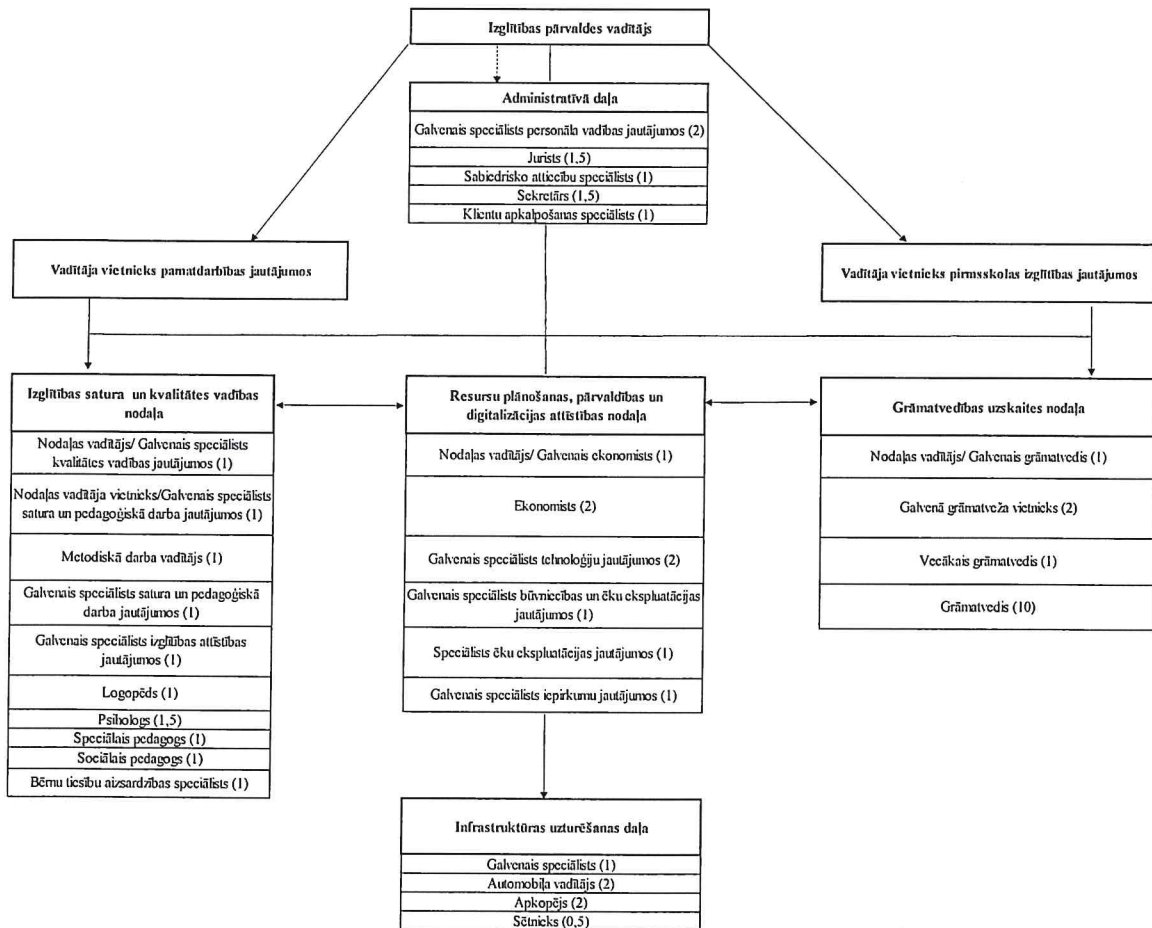 Izglītības pārvaldes vadītājs
Administratīvā daļa
Galvenais speciālists personāla vadības jautājumos (2)
Jurists (1,5)
Sabiedrisko attiecību speciālists (1)
Sekretārs (1,5)
Klientu apkalpošanas speciālists (1)
Vadītāja vietnieks pamatdarbības jautājumos
Vadītāja vietnieks pirmsskolas izglītības jautājumos
Izglītības satura un kvalitātes vadības
nodaļa
Nodaļas vadītājs/ Galvenais speciālists
kvalitātes vadības jautājumos (1)
Nodaļas vadītāja vietnieks/Galvenais speciālists
satura un pedagoģiskā darba jautājumos (1)
Metodiskā darba vadītājs (1)
Galvenais speciālists satura un pedagoģiskā
darba jautājumos (1)
Galvenais speciālists izglītības attīstības
jautājumos (1)
Logopēds (1)
Psihologs (1,5)
Speciālais pedagogs (1)
Sociālais pedagogs (1)
Bērnu tiesību aizsardzības speciālists (1)
Resursu plānošanas, pārvaldības un
digitalizācijas attīstības nodaļa
Nodaļas vadītājs/ Galvenais ekonomists (1)
Ekonomists (2)
Galvenais speciālists tehnoloģiju jautājumos (2)
Galvenais speciālists būvniecības un ēku ekspluatācijas
jautājumos (1)
Speciālists ēku ekspluatācijas jautājumos (1)
Galvenais speciālists iepirkumu jautājumos (1)
Grāmatvedības uzskaites nodaļa
Nodaļas vadītājs/ Galvenais grāmatvedis (1)
Galvenā grāmatveža vietnieks (2)
Vecākais grāmatvedis (1)
Grāmatvedis (10)
Infrastruktūras uzturēšanas daļa
Galvenais speciālists (1)
Automobiļa vadītājs (2)
Apkopējs (2)
Sētnieks (0,5)